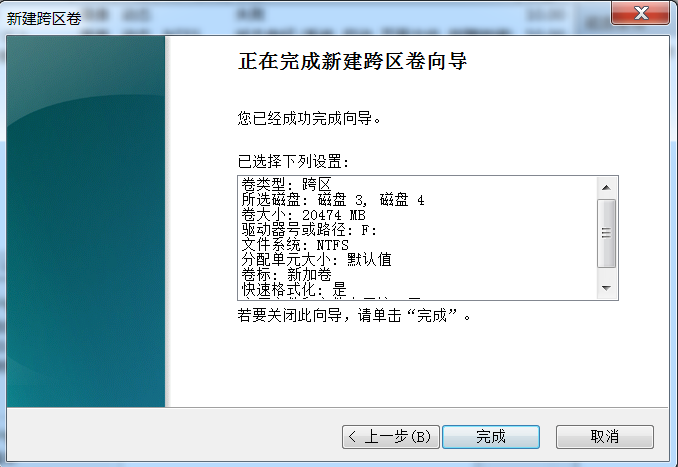 新建跨区卷
正在完成新建跨区卷向导
您已经成功完成向导。
已选择下列设置:
卷类型: 跨区
所选磁盘: 磁盘 3, 磁盘 4
卷大小: 20474 MB
驱动器号或路径: F:
文件系统: NTFS
分配单元大小: 默认值
卷标: 新加卷
快速格式化: 是
若要关闭此向导，请单击“完成”。
< 上一步(B)
完成
取消